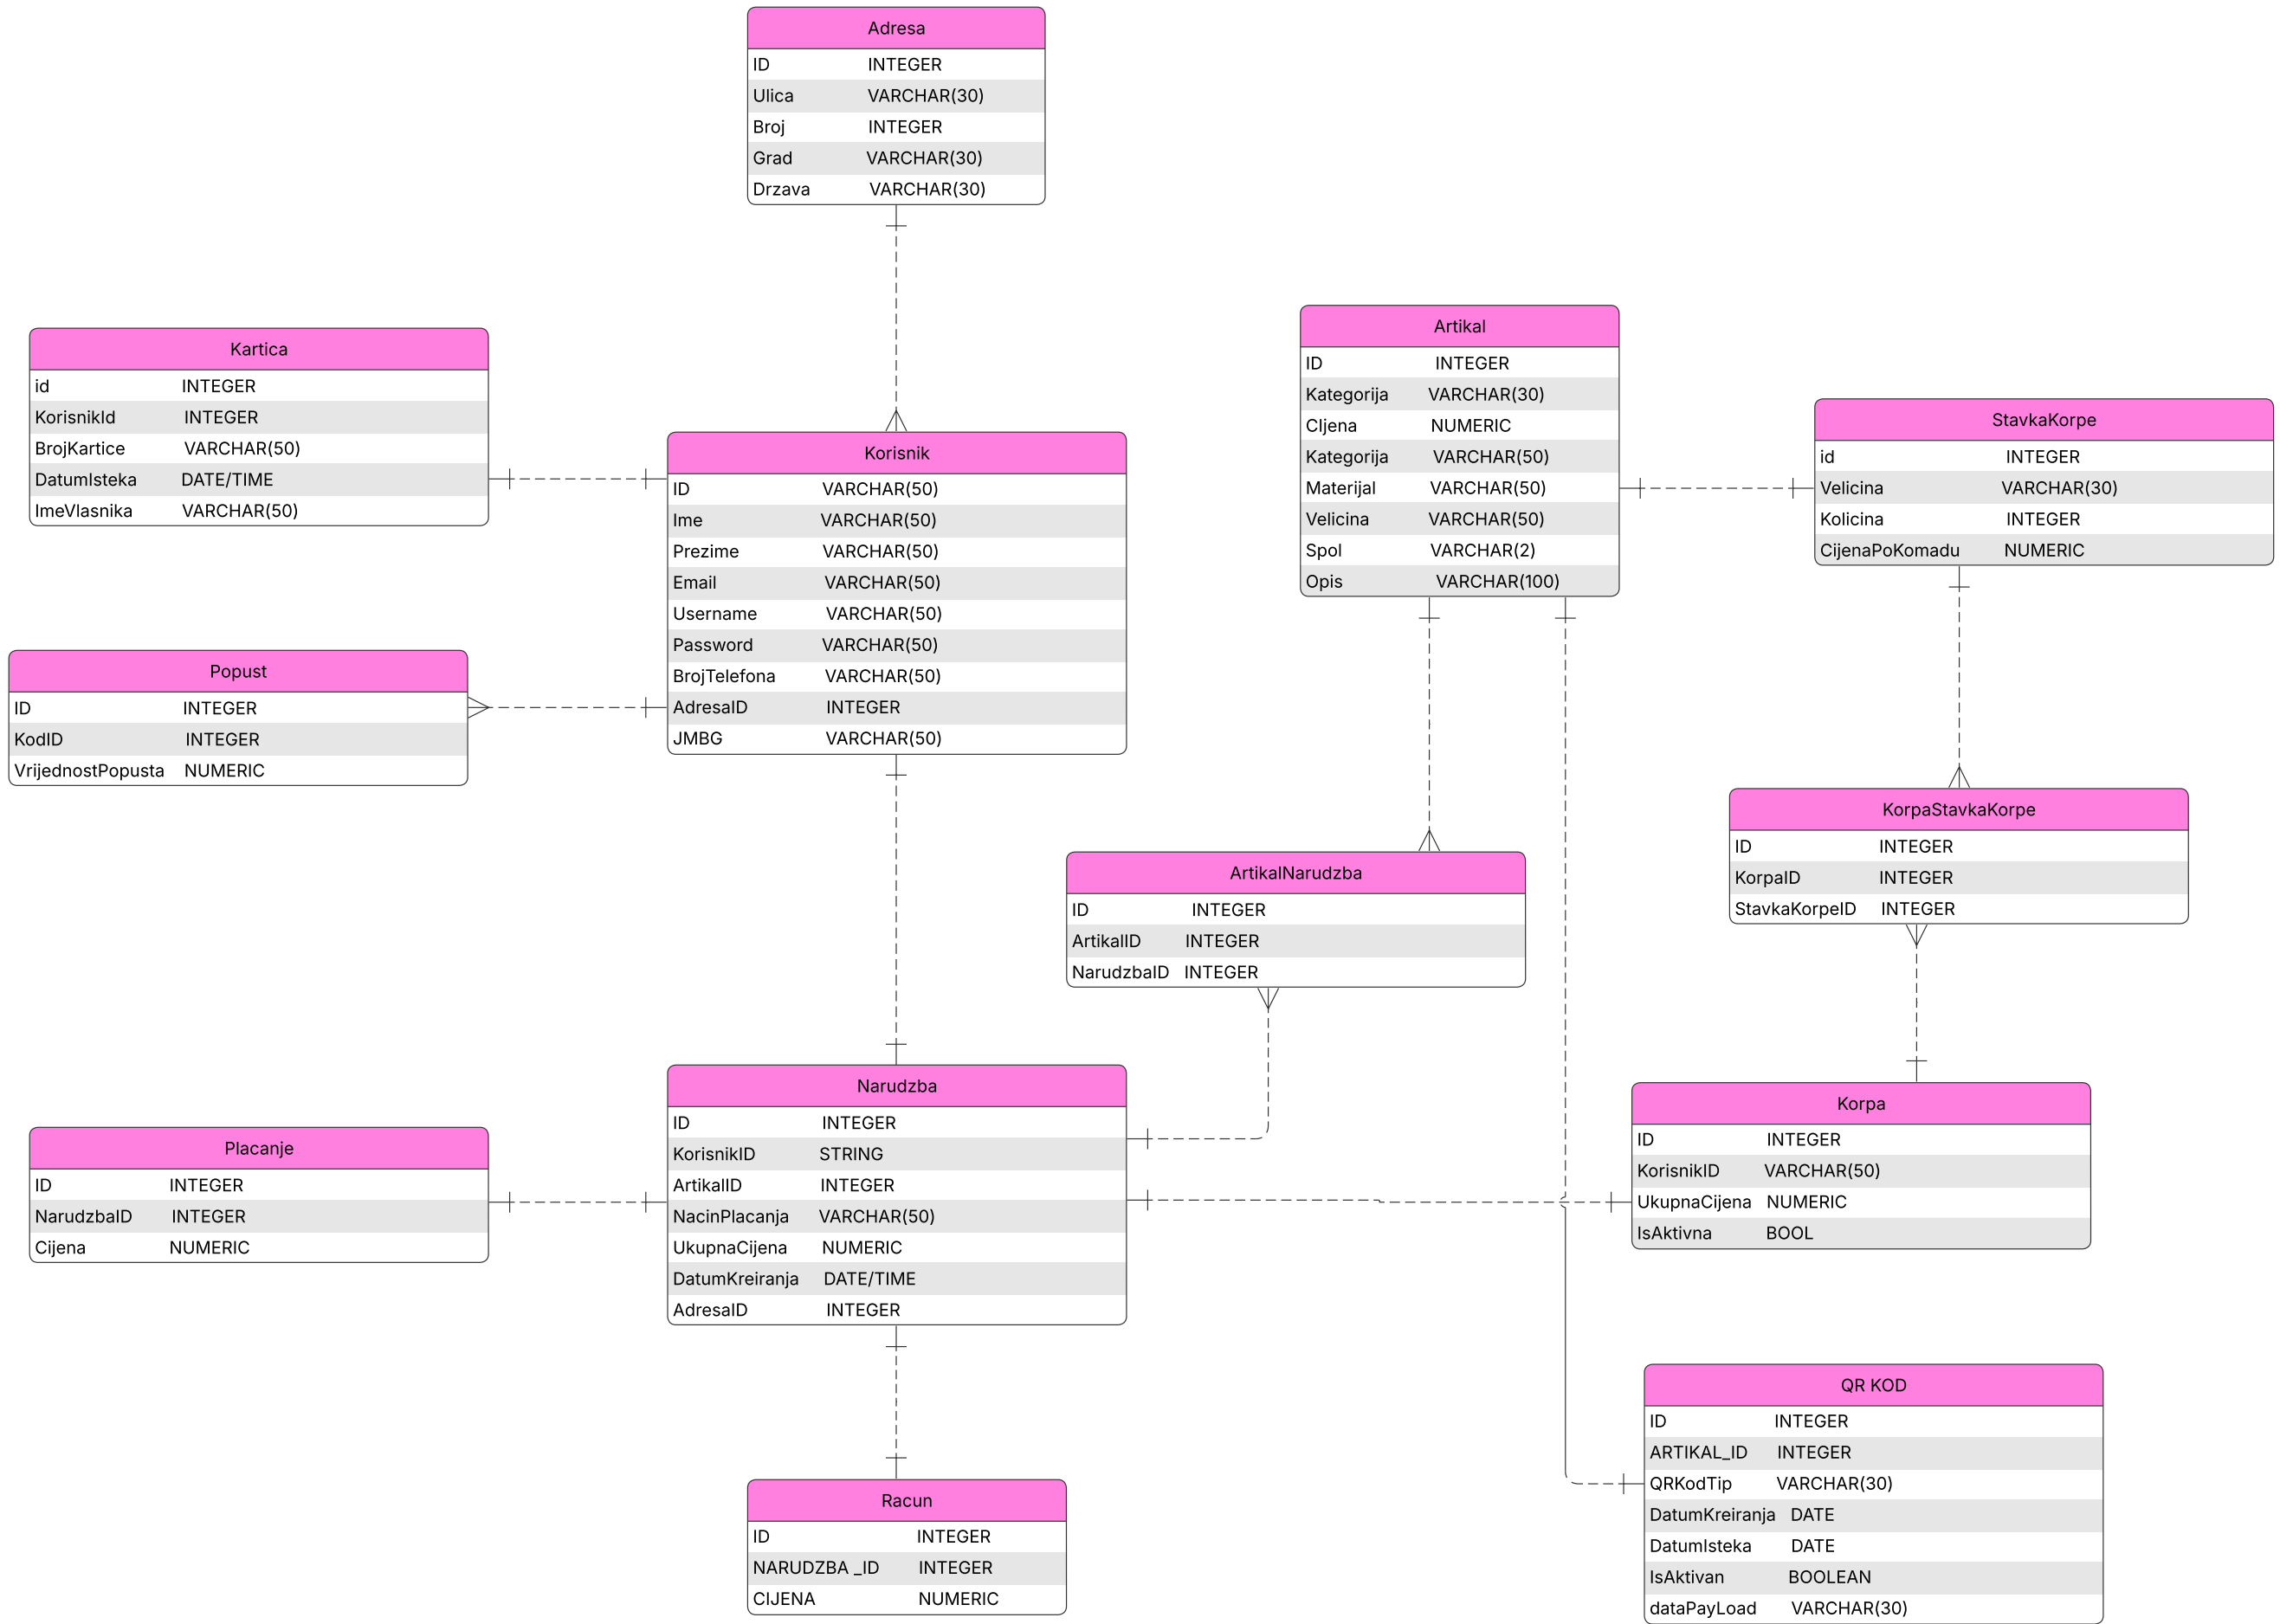 Adresa
ID INTEGER
Ulica VARCHAR(30)
Broj INTEGER
Grad VARCHAR(30)
Drzava VARCHAR(30)
Kartica
id INTEGER
KorisnikId INTEGER
BrojKartice VARCHAR(50)
DatumIsteka DATE/TIME
ImeVlasnika VARCHAR(50)
Korisnik
ID VARCHAR(50)
Ime VARCHAR(50)
Prezime VARCHAR(50)
Email VARCHAR(50)
Username VARCHAR(50)
Password VARCHAR(50)
BrojTelefona VARCHAR(50)
AdresaID INTEGER
JMBG VARCHAR(50)
Artikal
ID INTEGER
Kategorija VARCHAR(30)
CIjena NUMERIC
Kategorija VARCHAR(50)
Materijal VARCHAR(50)
Velicina VARCHAR(50)
Spol VARCHAR(2)
Opis VARCHAR(100)
StavkaKorpe
id INTEGER
Velicina VARCHAR(30)
Kolicina INTEGER
CijenaPoKomadu NUMERIC
Popust
ID INTEGER
KodID INTEGER
VrijednostPopusta NUMERIC
KorpaStavkaKorpe
ID INTEGER
KorpaID INTEGER
StavkaKorpeID INTEGER
ArtikalNarudzba
ID INTEGER
ArtikalID INTEGER
NarudzbaID INTEGER
Narudzba
ID INTEGER
KorisnikID STRING
ArtikalID INTEGER
NacinPlacanja VARCHAR(50)
UkupnaCijena NUMERIC
DatumKreiranja DATE/TIME
AdresaID INTEGER
Placanje
ID INTEGER
NarudzbaID INTEGER
Cijena NUMERIC
Korpa
ID INTEGER
KorisnikID VARCHAR(50)
UkupnaCijena NUMERIC
IsAktivna BOOL
Racun
ID INTEGER
NARUDZBA _ID INTEGER
CIJENA NUMERIC
QR KOD
ID INTEGER
ARTIKAL_ID INTEGER
QRKodTip VARCHAR(30)
DatumKreiranja DATE
DatumIsteka DATE
IsAktivan BOOLEAN
dataPayLoad VARCHAR(30)